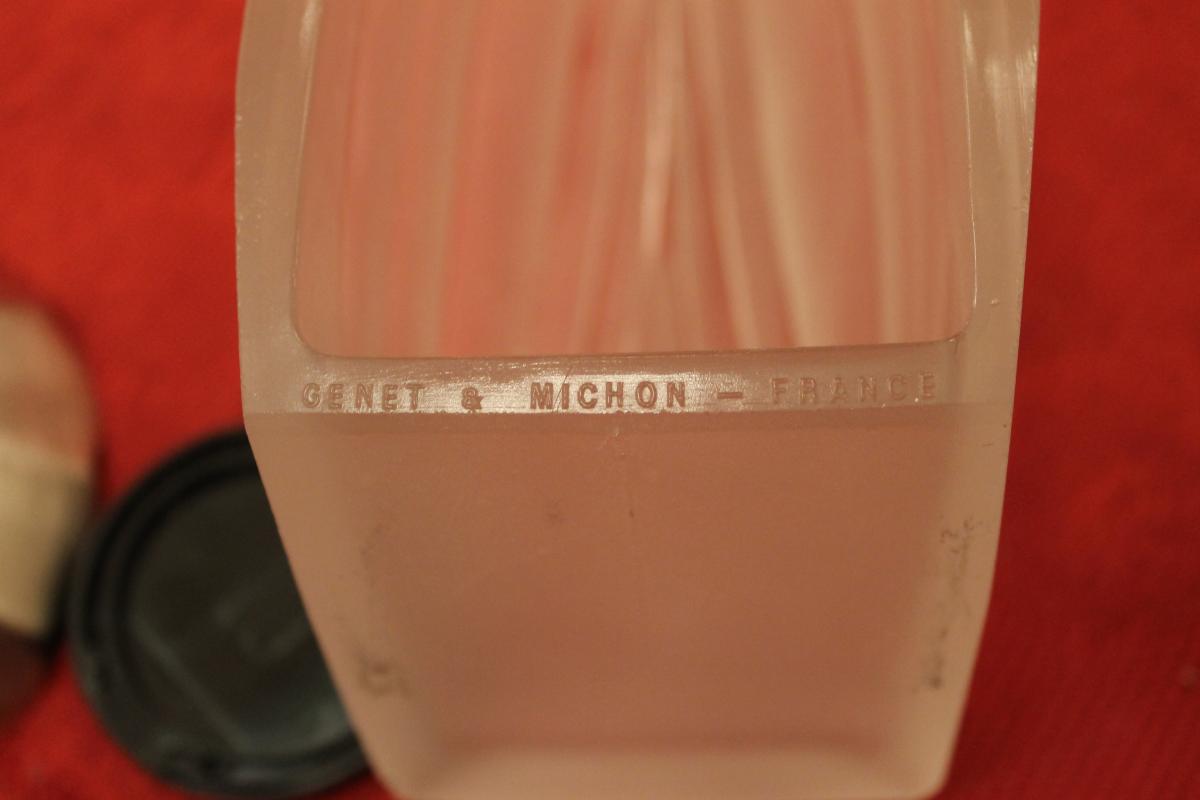 GENET & MICHON — FRANCE